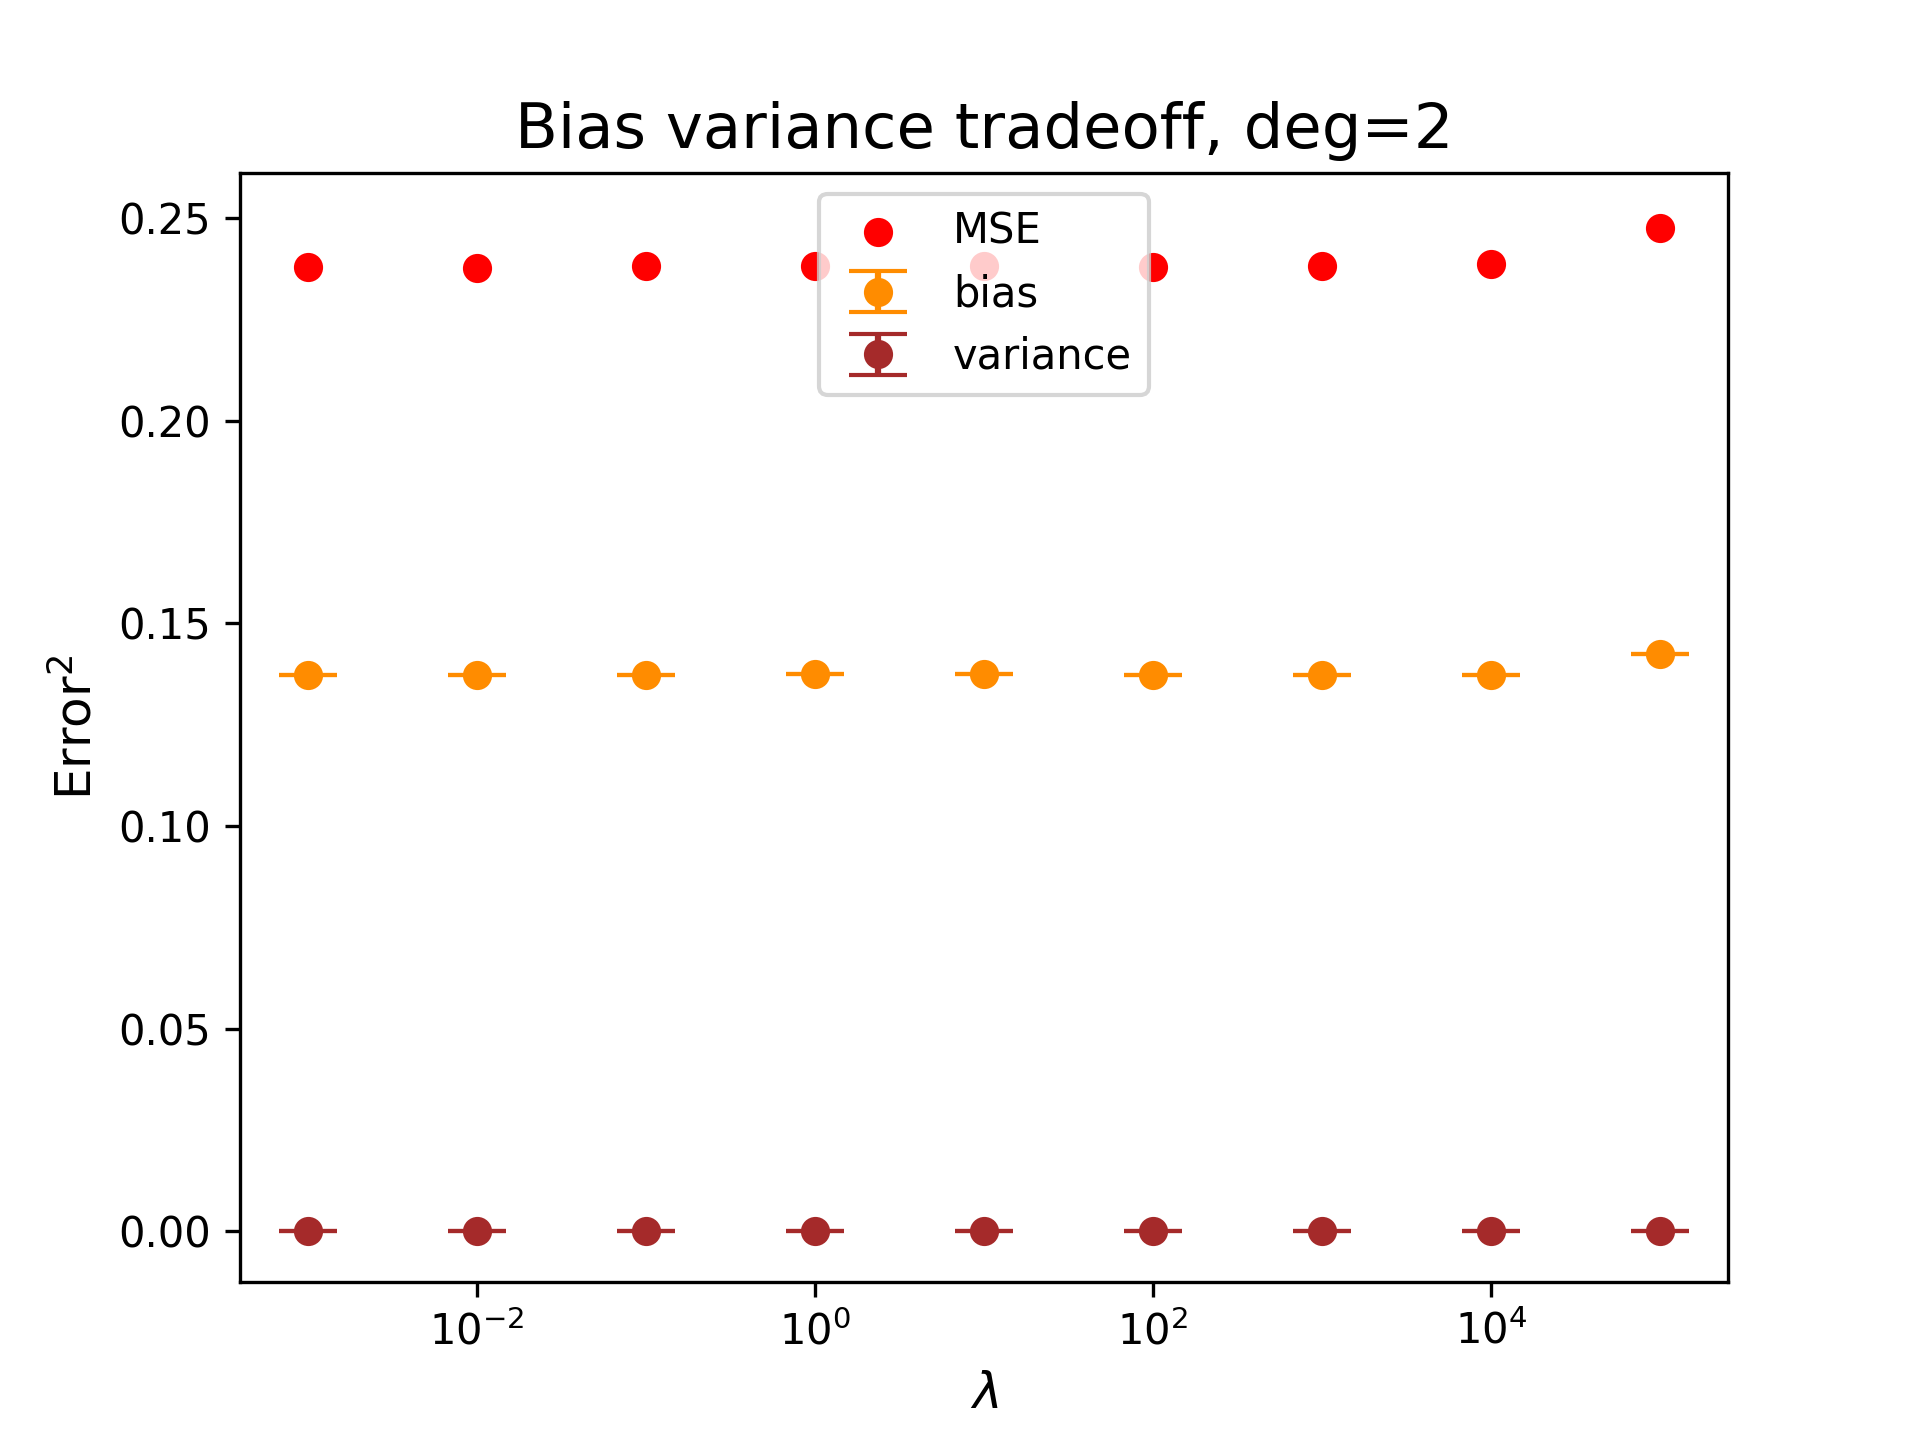 Bias variance tradeoff, deg=2
MSE
bias
variance
0.25
0.20
0.15
0.10
0.05
0.00
Error²
10⁻² 10⁰ 10² 10⁴
λ